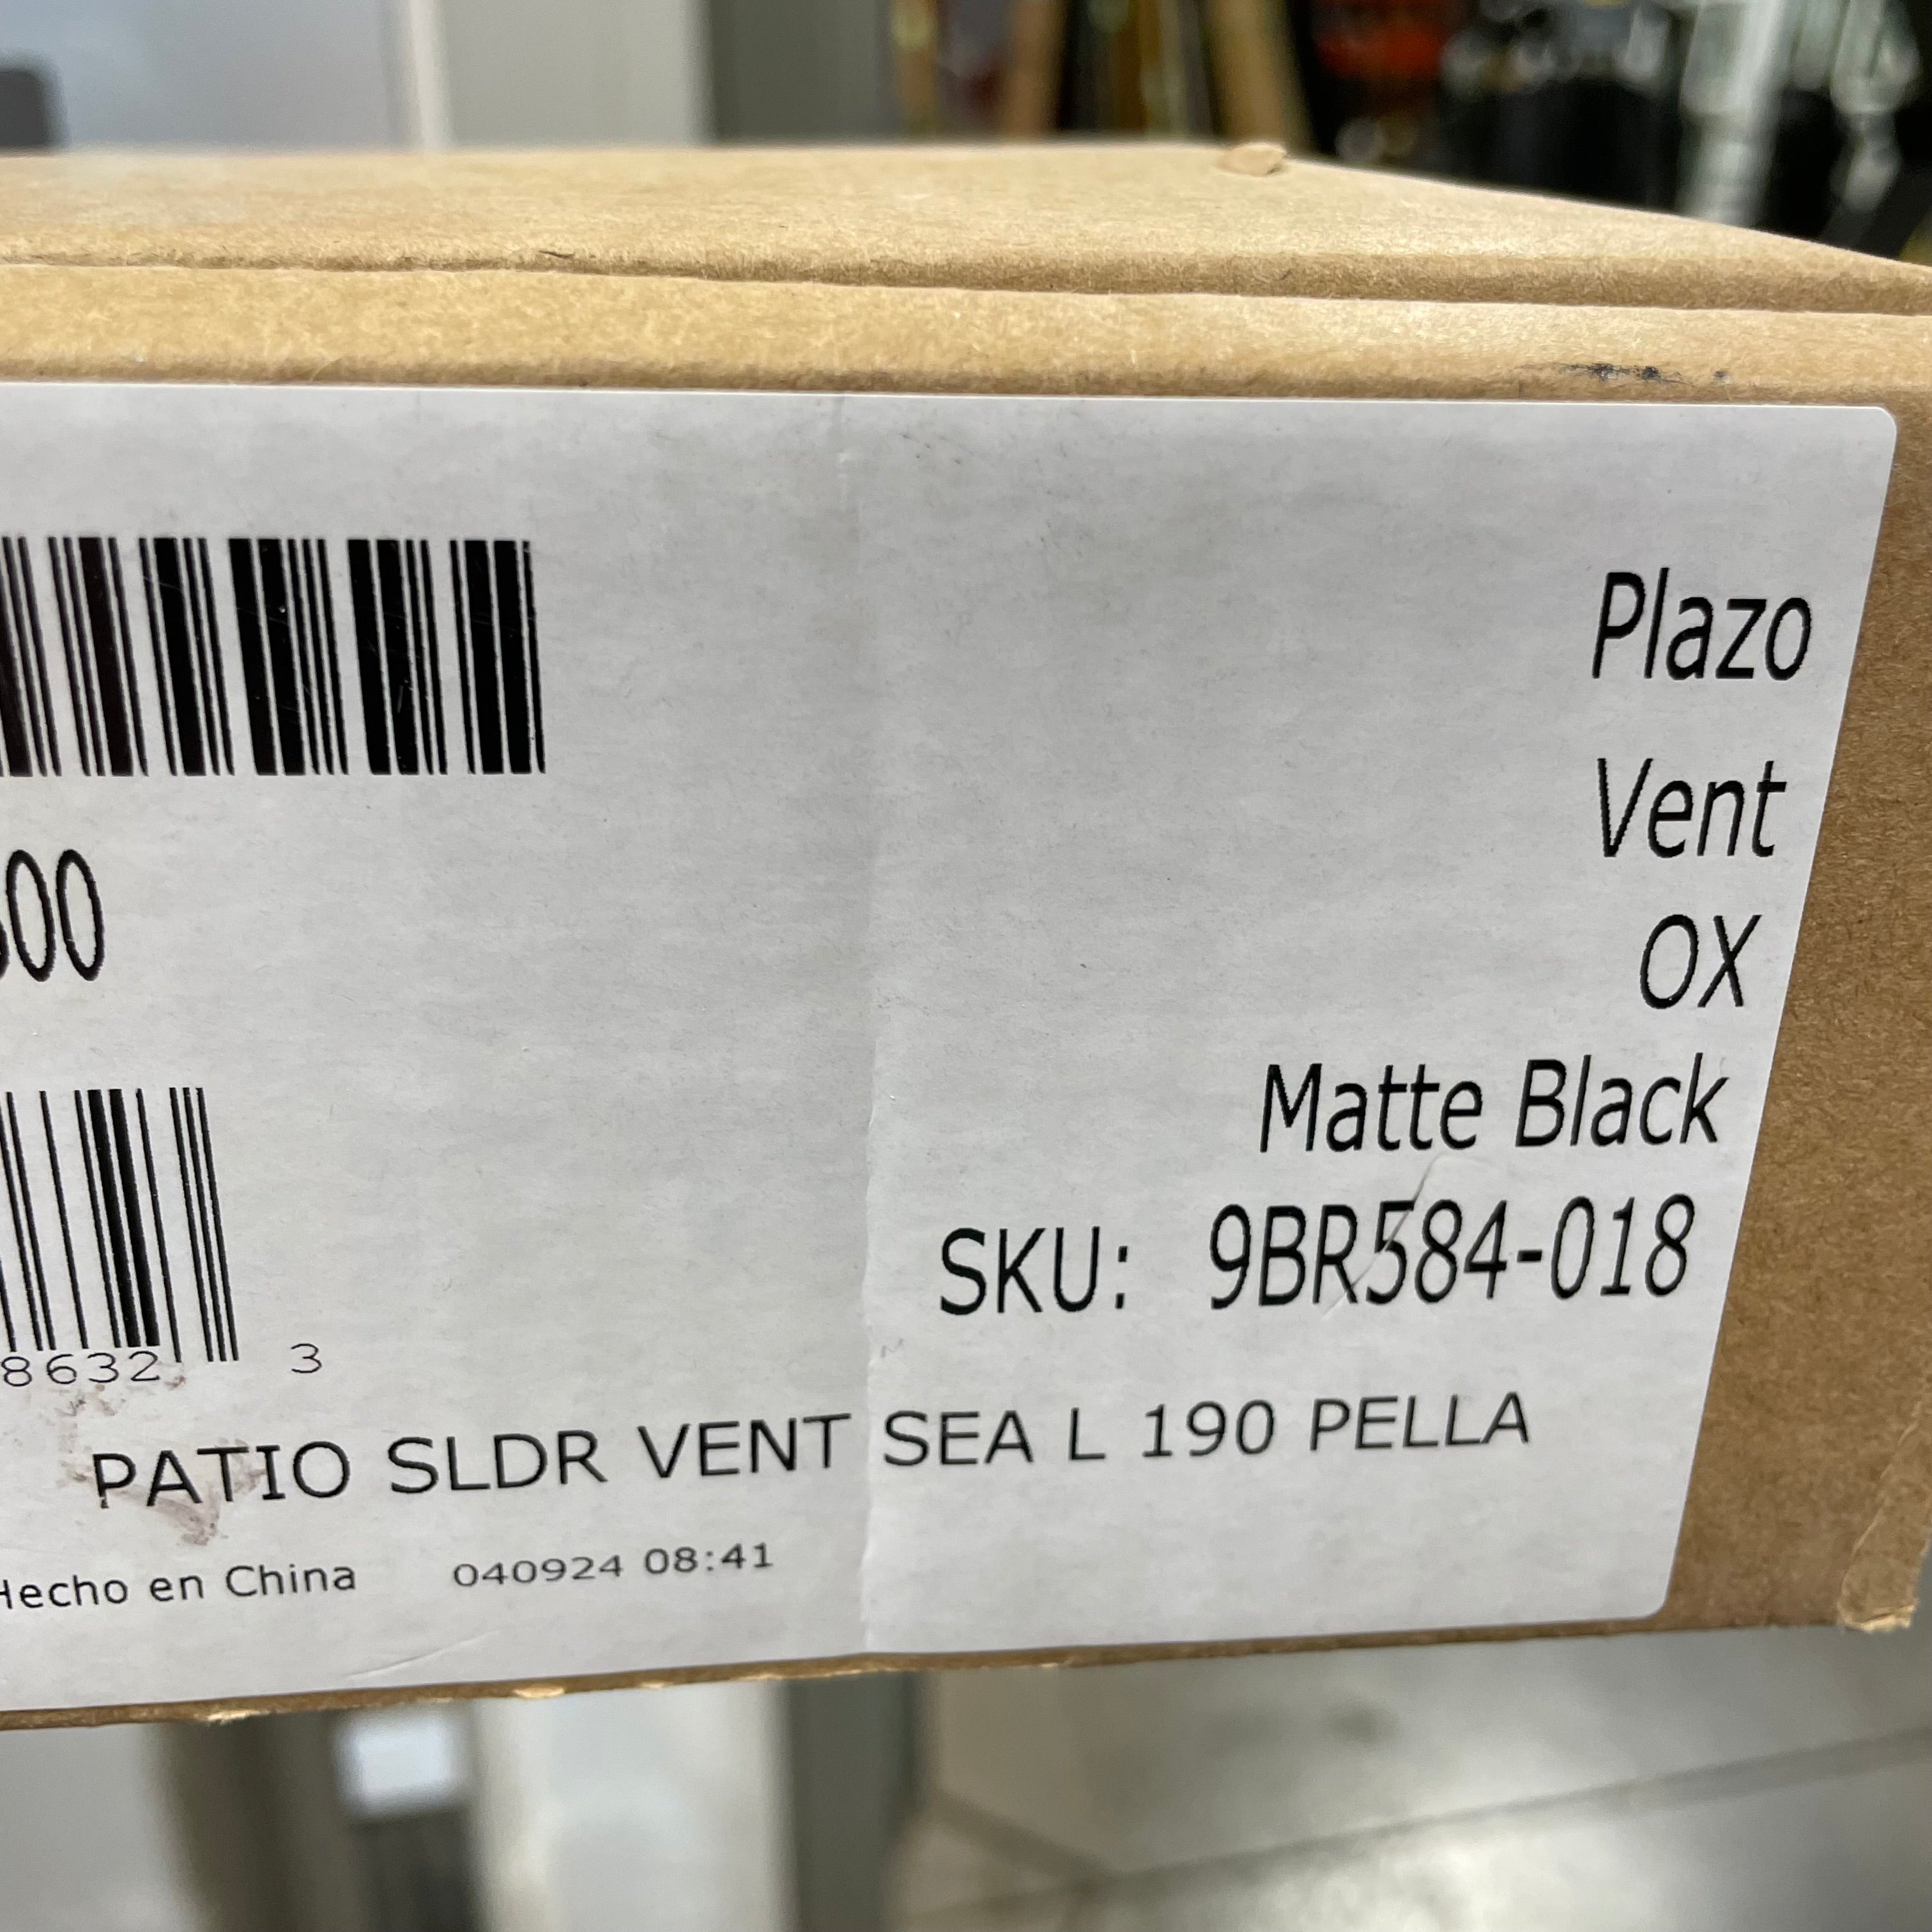 Plazo
Vent
00
OX
Matte Black
SKU: 9BR584-018
8632 3
PATIO SLDR VENT SEA L 190 PELLA
Hecho en China 040924 08:41